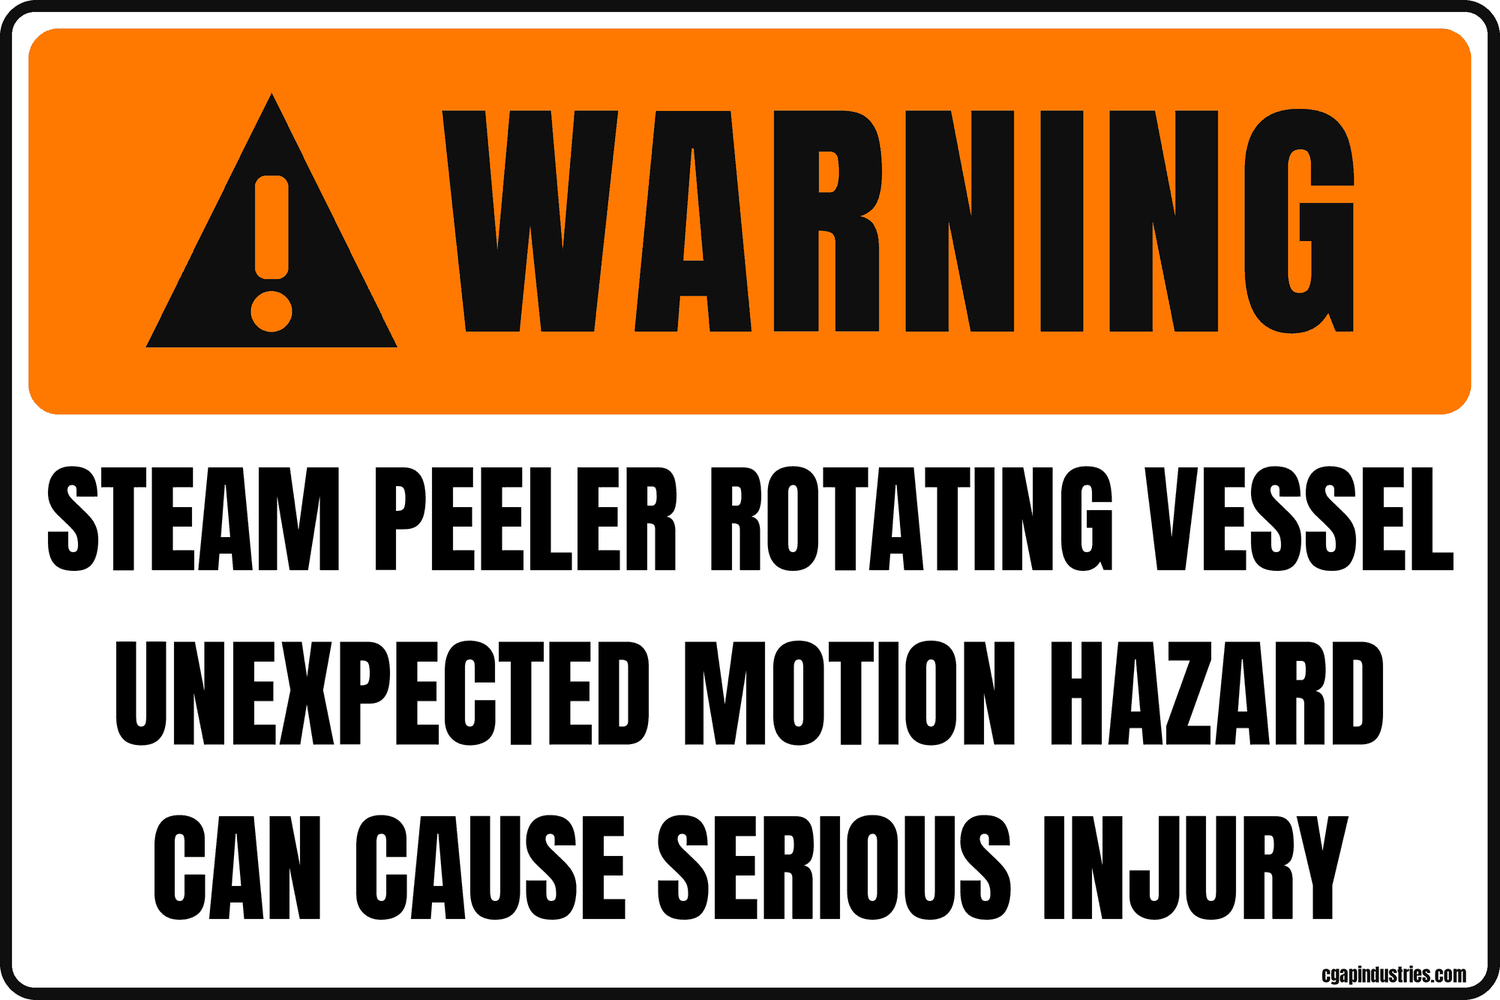 WARNING
STEAM PEELER ROTATING VESSEL
UNEXPECTED MOTION HAZARD
CAN CAUSE SERIOUS INJURY
cgapindustries.com